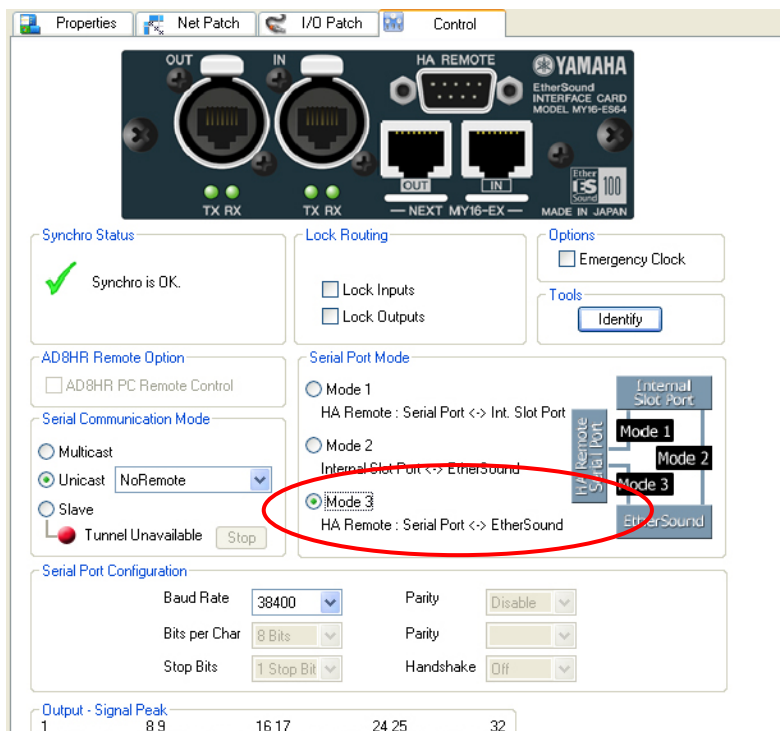 Properties Net Patch I/O Patch Control
OUT IN HA REMOTE YAMAHA
EtherSound
INTERFACE CARD
MODEL MY16-ES64
OUT IN
Ether
ES 100
Sound
TX RX TX RX — NEXT MY16-EX — MADE IN JAPAN
Synchro Status
Synchro is OK.
Lock Routing
Lock Inputs
Lock Outputs
Options
Emergency Clock
Tools
Identify
AD8HR Remote Option
AD8HR PC Remote Control
Serial Communication Mode
Multicast
Unicast NoRemote
Slave
Tunnel Unavailable Stop
Serial Port Mode
Mode 1
HA Remote : Serial Port <-> Int. Slot Port
Mode 2
Internal Slot Port <-> EtherSound
Mode 3
HA Remote : Serial Port <-> EtherSound
Internal
Slot Port
HA Remote
Serial Port
Mode 1
Mode 2
Mode 3
EtherSound
Serial Port Configuration
Baud Rate 38400 Parity Disable
Bits per Char 8 Bits Parity
Stop Bits 1 Stop Bit Handshake Off
Output - Signal Peak
1 8 9 16 17 24 25 32